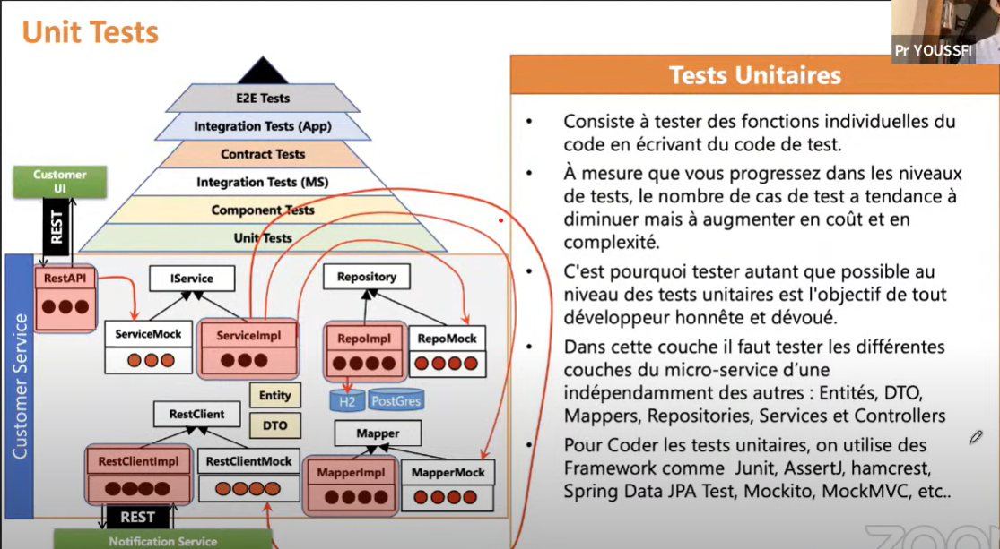 Unit Tests
Pr YOUSSFI
E2E Tests
Integration Tests (App)
Contract Tests
Integration Tests (MS)
Component Tests
Unit Tests
Customer
UI
REST
Customer Service
RestAPI
IService
ServiceMock
ServiceImpl
Repository
RepoImpl
RepoMock
H2
PostGres
Entity
DTO
RestClient
RestClientImpl
RestClientMock
Mapper
MapperImpl
MapperMock
REST
Notification Service
Tests Unitaires
• Consiste à tester des fonctions individuelles du
code en écrivant du code de test.
• À mesure que vous progressez dans les niveaux
de tests, le nombre de cas de test a tendance à
diminuer mais à augmenter en coût et en
complexité.
• C'est pourquoi tester autant que possible au
niveau des tests unitaires est l'objectif de tout
développeur honnête et dévoué.
• Dans cette couche il faut tester les différentes
couches du micro-service d’une
indépendamment des autres : Entités, DTO,
Mappers, Repositories, Services et Controllers
• Pour Coder les tests unitaires, on utilise des
Framework comme Junit, AssertJ, hamcrest,
Spring Data JPA Test, Mockito, MockMVC, etc..